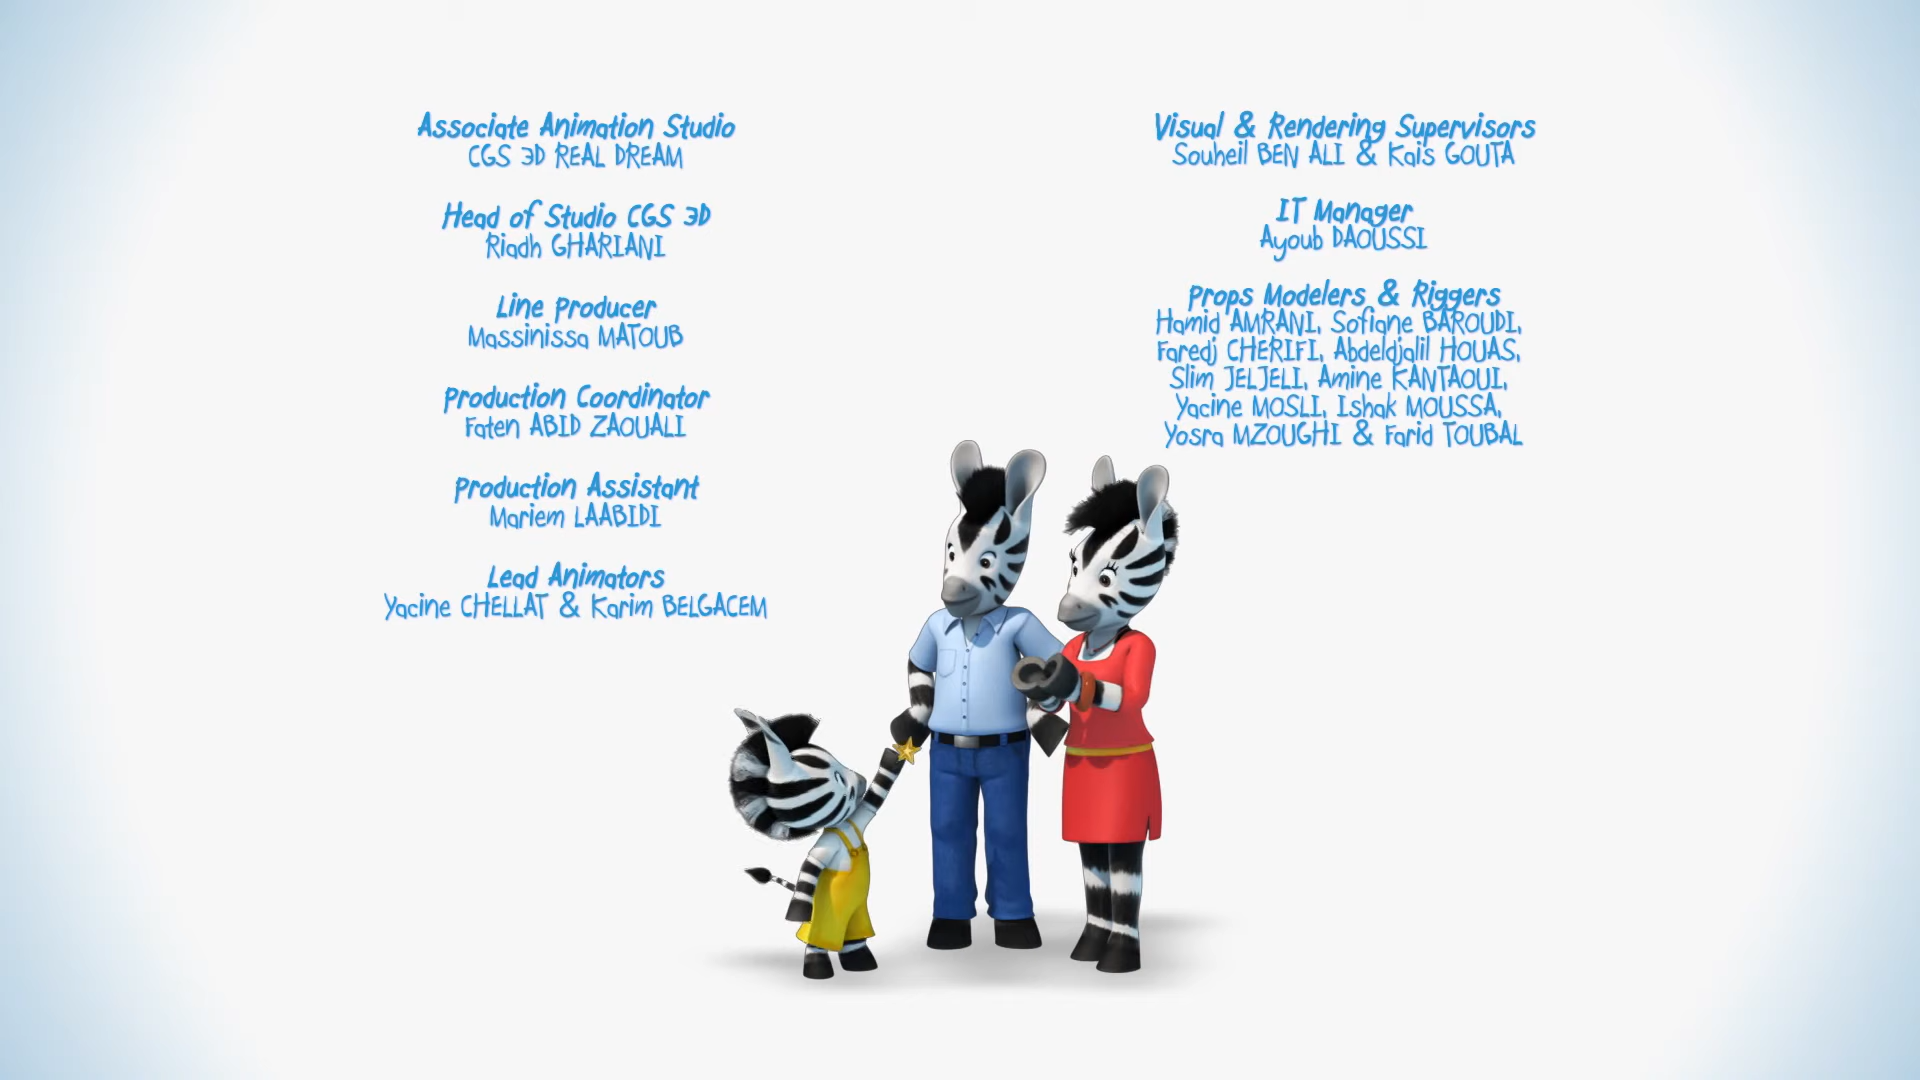 Associate Animation Studio
CGS 3D REAL DREAM
Head of Studio CGS 3D
Riadh GHARIANI
Line Producer
Massinissa MATOUB
Production Coordinator
Faten ABID ZAOUALI
Production Assistant
Mariem LAABIDI
Lead Animators
Yacine CHELLAT & Karim BELGACEM
Visual & Rendering Supervisors
Souheil BEN ALI & Kais GOUTA
IT Manager
Ayoub DAOUSSI
Props Modelers & Riggers
Hamid AMRANI, Sofiane BAROUDI,
Faredj CHERIFI, Abdeldjalil HOUAS,
Slim JELJELI, Amine KANTAOUI,
Yacine MOSLI, Ishak MOUSSA,
Yosra MZOUGHI & Farid TOUBAL